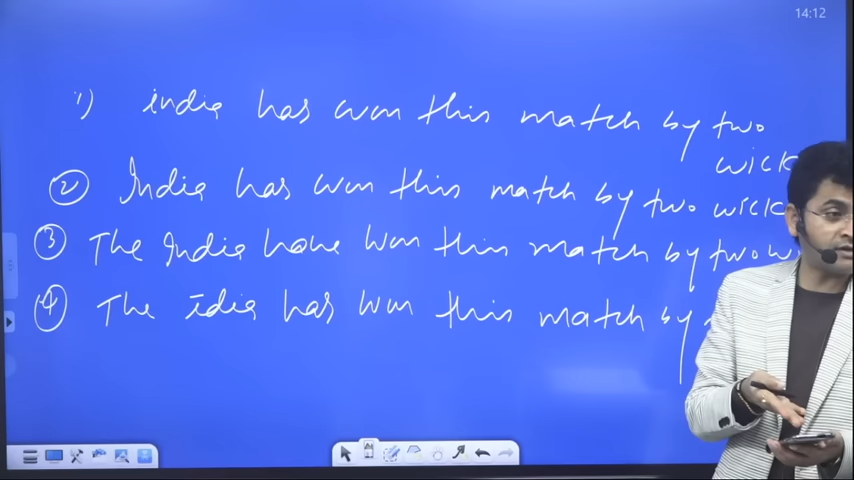 14:12
1) india has won this match by two
wick
② India has won this match by two wick
③ The India have won this match by two w
④ The idia has won this match by